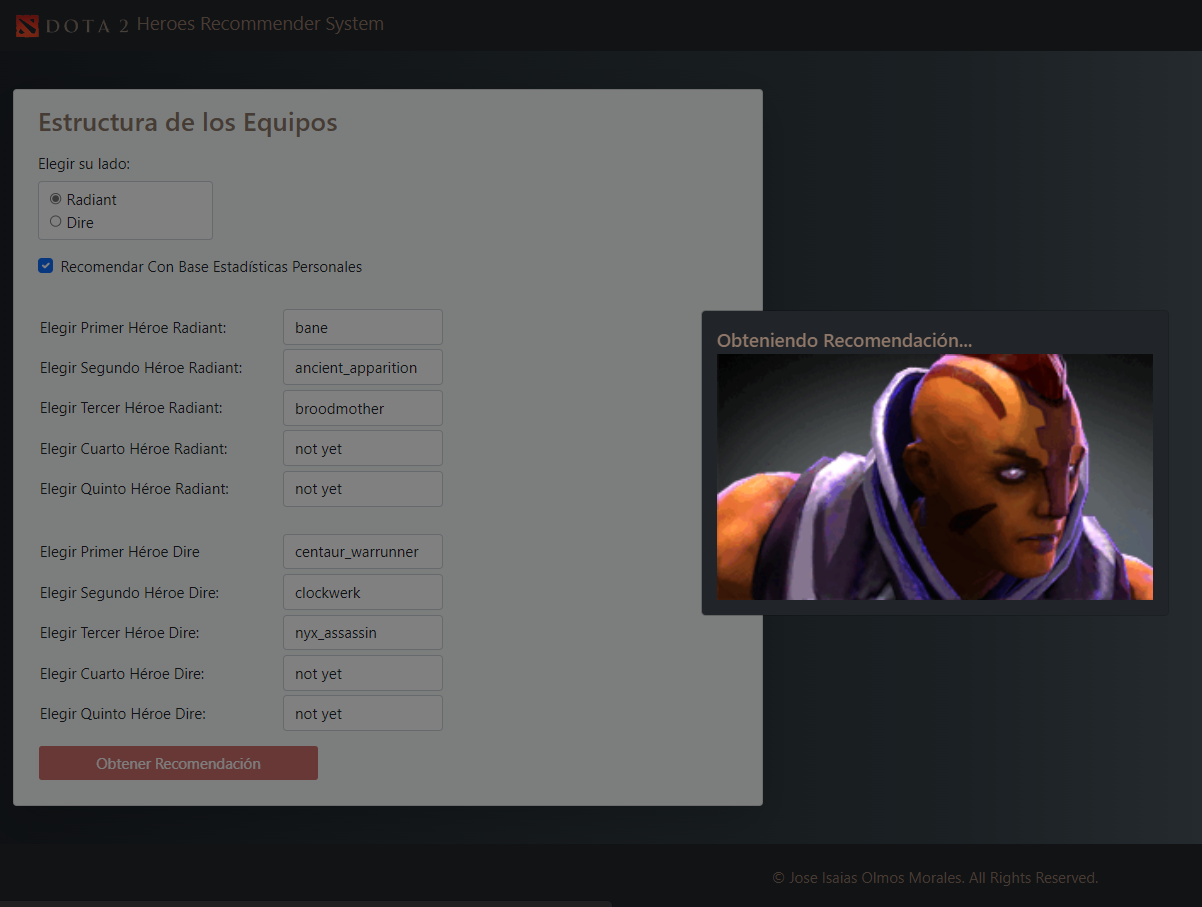 DOTA 2 Heroes Recommender System
Estructura de los Equipos
Elegir su lado:
Radiant
Dire
Recomendar Con Base Estadísticas Personales
Elegir Primer Héroe Radiant: bane
Elegir Segundo Héroe Radiant: ancient_apparition
Elegir Tercer Héroe Radiant: broodmother
Elegir Cuarto Héroe Radiant: not yet
Elegir Quinto Héroe Radiant: not yet
Elegir Primer Héroe Dire centaur_warrunner
Elegir Segundo Héroe Dire: clockwerk
Elegir Tercer Héroe Dire: nyx_assassin
Elegir Cuarto Héroe Dire: not yet
Elegir Quinto Héroe Dire: not yet
Obtener Recomendación
Obteniendo Recomendación...
© Jose Isaias Olmos Morales. All Rights Reserved.